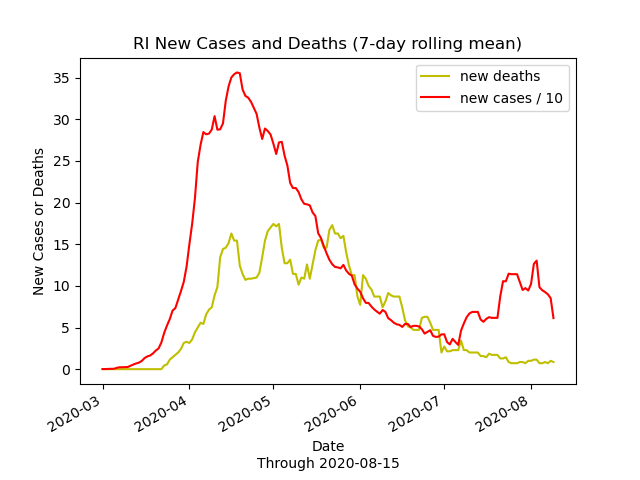 RI New Cases and Deaths (7-day rolling mean)
new deaths
new cases / 10
35
30
25
20
15
10
5
0
New Cases or Deaths
2020-03
2020-04
2020-05
2020-06
2020-07
2020-08
Date
Through 2020-08-15